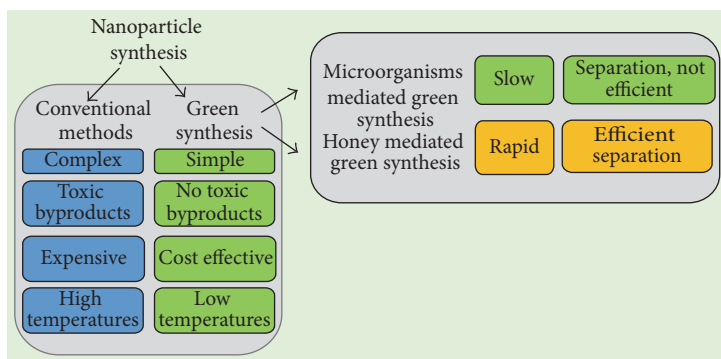 Nanoparticle
synthesis
Conventional
methods
Green
synthesis
Complex
Simple
Toxic
byproducts
No toxic
byproducts
Expensive
Cost effective
High
temperatures
Low
temperatures
Microorganisms
mediated green
synthesis
Slow
Separation, not
efficient
Honey mediated
green synthesis
Rapid
Efficient
separation